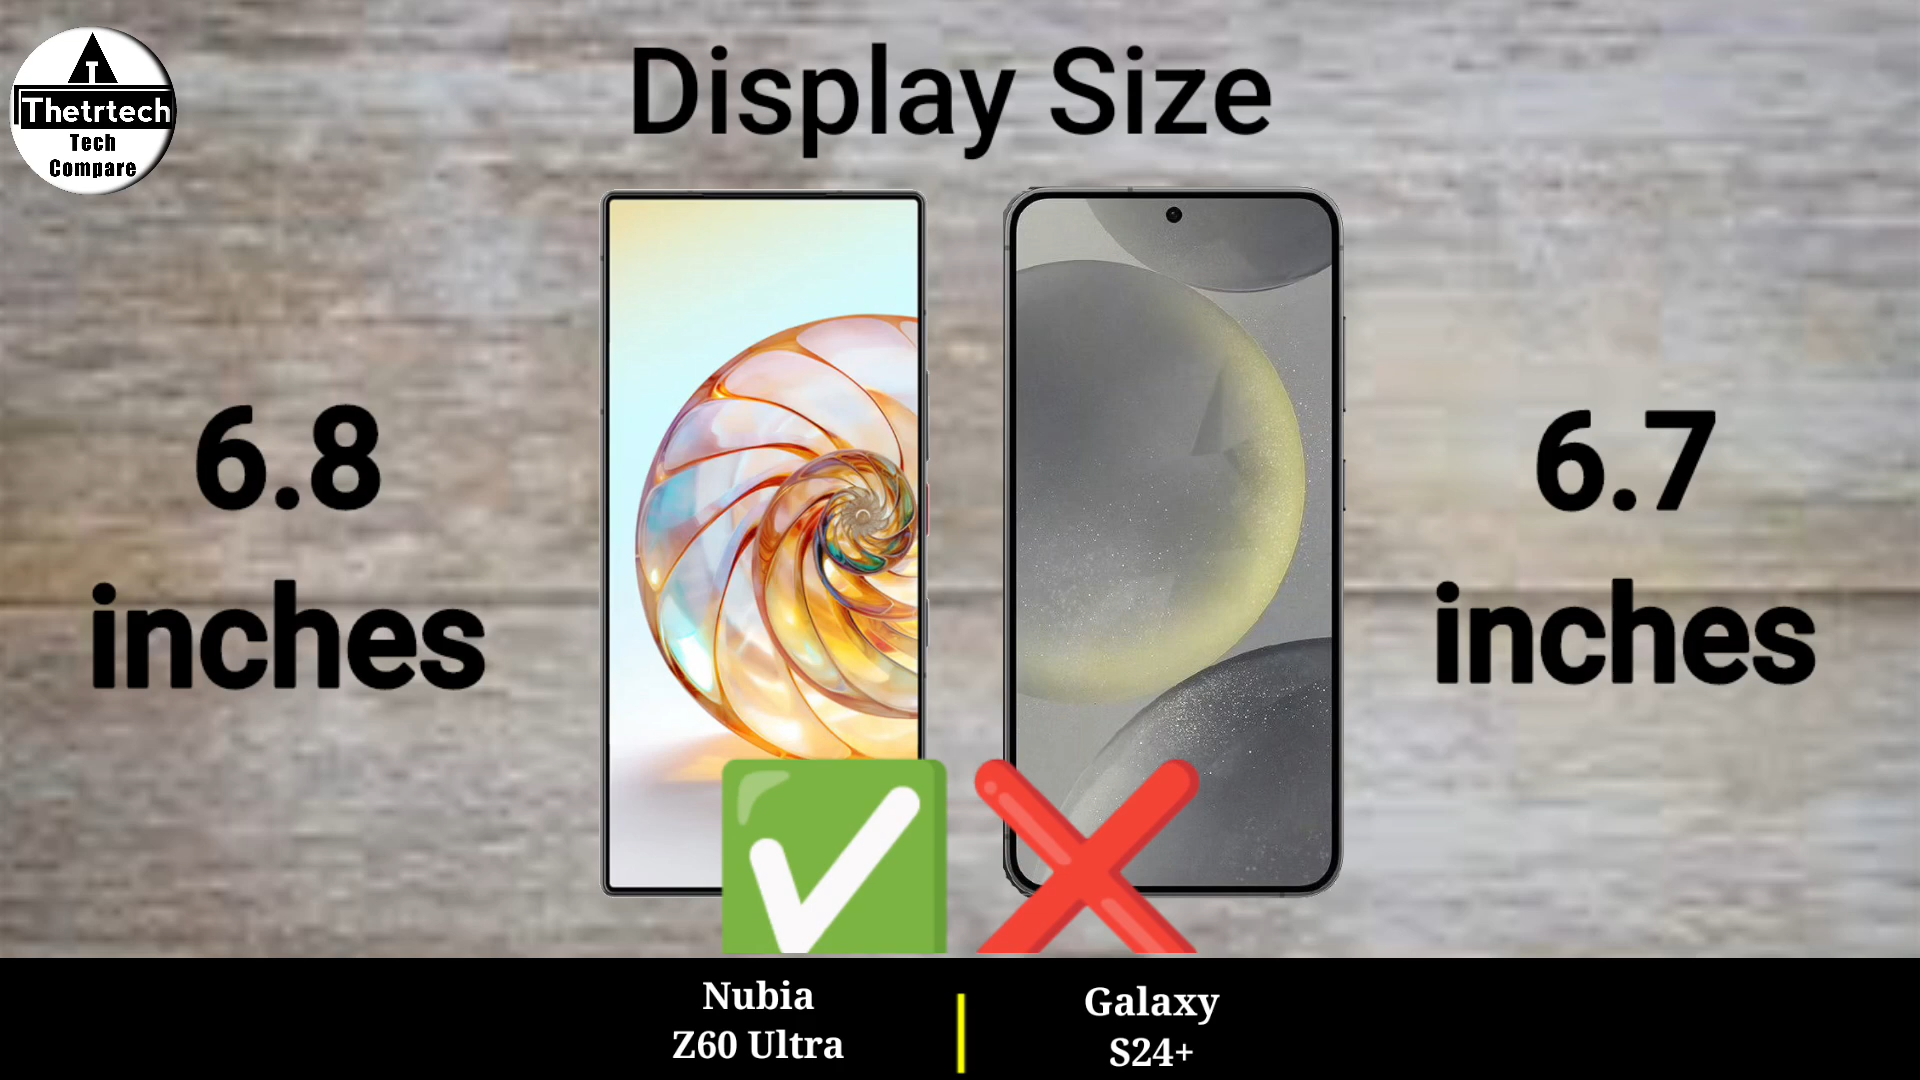 T
Thetrtech
Tech
Compare
Display Size
6.8
inches
6.7
inches
Nubia
Z60 Ultra
Galaxy
S24+